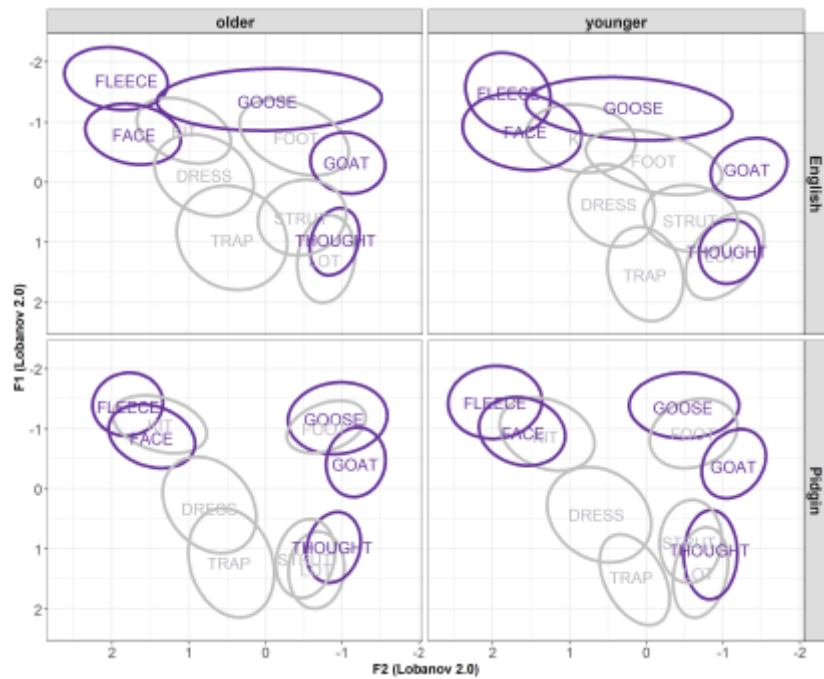 older younger
-2
FLEECE
GOOSE
-1
FACE
FOOT
GOAT
0
DRESS
STRUT
1
TRAP
THOUGHT
2
FLEECE
GOOSE
FACE
FOOT
GOAT
DRESS
STRUT
THOUGHT
TRAP
English
F1 (Lobanov 2.0)
-2
FLEECE
GOOSE
-1
KIT
FACE
FOOT
GOAT
0
DRESS
1
THOUGHT
STRUT
TRAP
LOT
2
FLEECE
GOOSE
FACE
KIT
FOOT
GOAT
DRESS
STRUT
THOUGHT
LOT
TRAP
Pidgin
2 1 0 -1 -2 2 1 0 -1 -2
F2 (Lobanov 2.0)